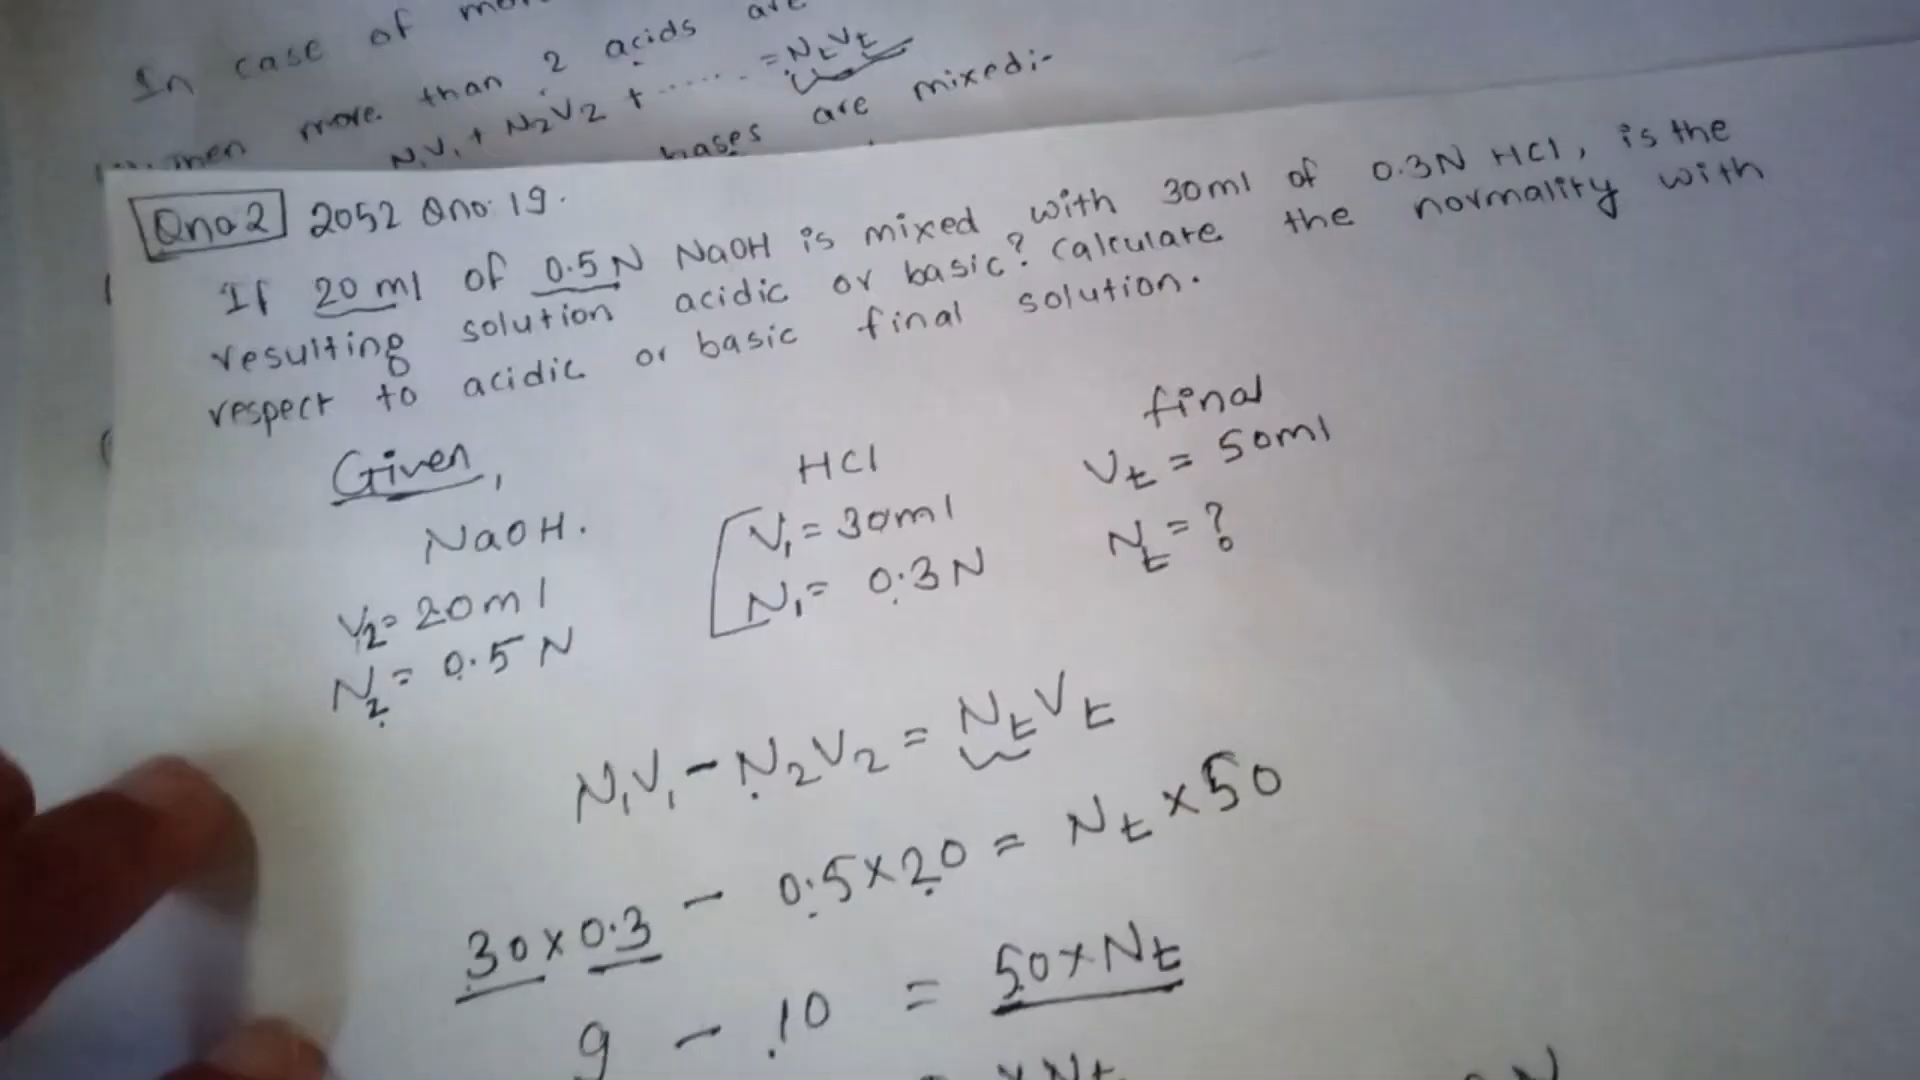 In case of
more than 2 acids are
N₁V₁ + N₂V₂ + ....... = NₜVₜ
bases are mixed:-
Qno 2 2052 Qno: 19.
If 20 ml of 0.5 N NaOH is mixed with 30ml of 0.3N HCl, is the
resulting solution acidic or basic? Calculate the normality with
respect to acidic or basic final solution.
Given,
NaOH.
V₂ = 20ml
N₂ = 0.5 N
HCl
V₁ = 30ml
N₁ = 0.3 N
final
Vₜ = 50ml
Nₜ = ?
N₁V₁ - N₂V₂ = NₜVₜ
30 x 0.3 - 0.5 x 20 = Nₜ x 50
9 - 10 = 50 x Nₜ
x Nₜ